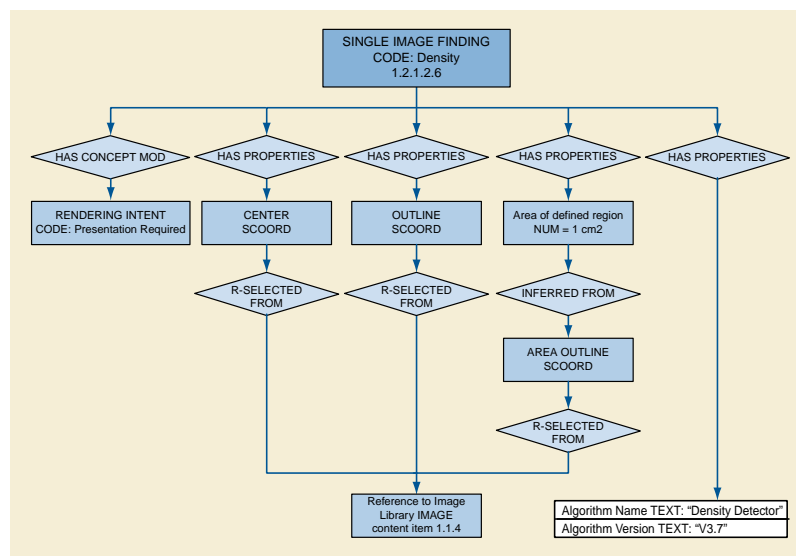 SINGLE IMAGE FINDING
CODE: Density
1.2.1.2.6
HAS CONCEPT MOD
HAS PROPERTIES
HAS PROPERTIES
HAS PROPERTIES
HAS PROPERTIES
RENDERING INTENT
CODE: Presentation Required
CENTER
SCOORD
OUTLINE
SCOORD
Area of defined region
NUM = 1 cm2
R-SELECTED
FROM
R-SELECTED
FROM
INFERRED FROM
AREA OUTLINE
SCOORD
R-SELECTED
FROM
Reference to Image
Library IMAGE
content item 1.1.4
Algorithm Name TEXT: “Density Detector”
Algorithm Version TEXT: “V3.7”